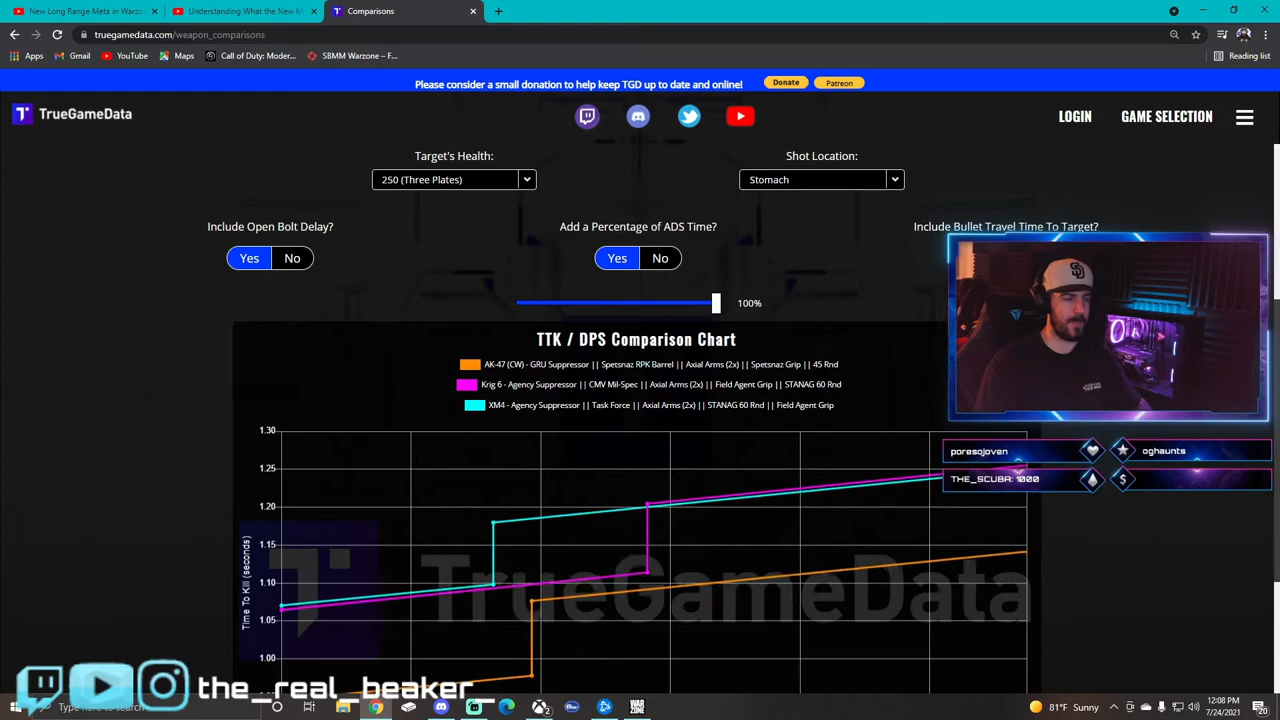 New Long Range Meta in Warzo
Understanding What the New M
Comparisons
truegamedata.com/weapon_comparisons
Apps
Gmail
YouTube
Maps
Call of Duty: Moder...
SBMM Warzone – F...
Reading list
Please consider a small donation to help keep TGD up to date and online!
Donate
Patreon
TrueGameData
LOGIN
GAME SELECTION
Target's Health:
Shot Location:
250 (Three Plates)
Stomach
Include Open Bolt Delay?
Add a Percentage of ADS Time?
Include Bullet Travel Time To Target?
Yes
No
Yes
No
100%
TTK / DPS Comparison Chart
AK-47 (CW) - GRU Suppressor || Spetsnaz RPK Barrel || Axial Arms (2x) || Spetsnaz Grip || 45 Rnd
Krig 6 - Agency Suppressor || CMV Mil-Spec || Axial Arms (2x) || Field Agent Grip || STANAG 60 Rnd
XM4 - Agency Suppressor || Task Force || Axial Arms (2x) || STANAG 60 Rnd || Field Agent Grip
1.30
1.25
1.20
1.15
1.10
1.05
1.00
Time To Kill (seconds)
TrueGameData
poresojoven
oghaunts
THE_SCUBA: 1000
the_real_beaker_
Type here to search
WAR
ZONE
81°F Sunny
12:08 PM
7/24/2021
20